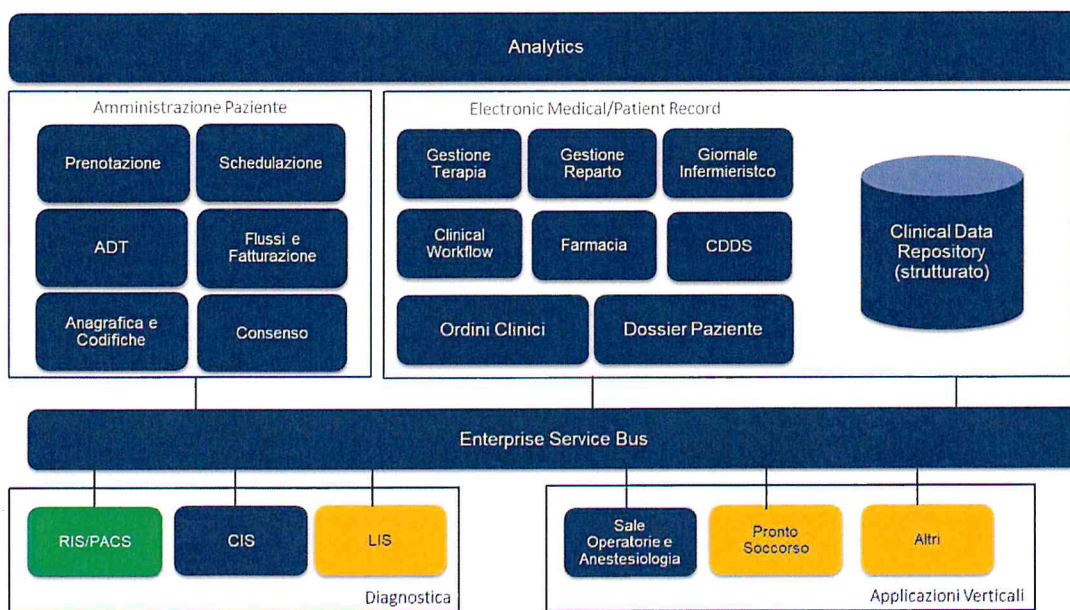 Analytics
Amministrazione Paziente
Prenotazione
Schedulazione
ADT
Flussi e
Fatturazione
Anagrafica e
Codifiche
Consenso
Electronic Medical/Patient Record
Gestione
Terapia
Gestione
Reparto
Giornale
Infermieristco
Clinical
Workflow
Farmacia
CDDS
Ordini Clinici
Dossier Paziente
Clinical Data
Repository
(strutturato)
Enterprise Service Bus
RIS/PACS
CIS
LIS
Diagnostica
Sale
Operatorie e
Anestesiologia
Pronto
Soccorso
Altri
Applicazioni Verticali